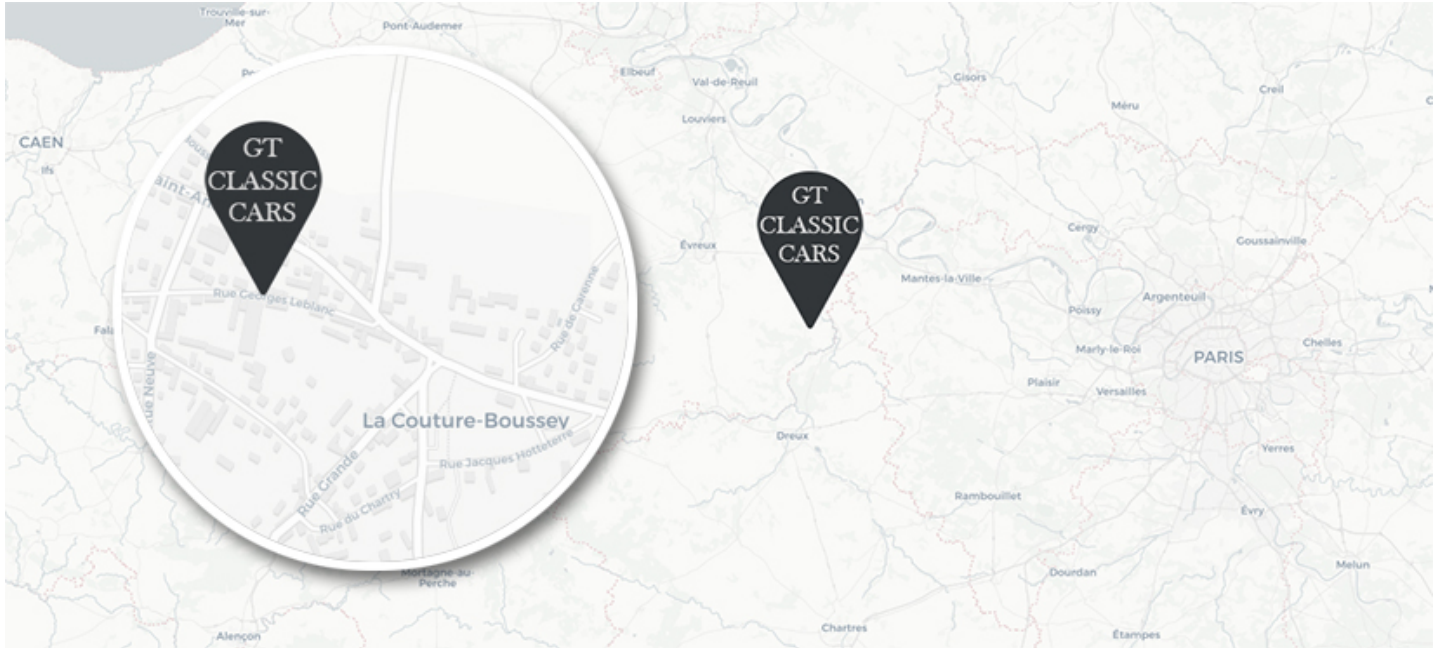 Trouville-sur-
Mer
Pont-Audemer
Elbeuf
Val-de-Reuil
Gisors
Creil
Méru
Louviers
CAEN
Ifs
GT
CLASSIC
CARS
Rue Georges Leblanc
Rue de Garenne
La Couture-Boussey
Rue Jacques Hotteterre
Rue Grande
Rue du Chartry
GT
CLASSIC
CARS
Évreux
Cergy
Goussainville
Mantes-la-Ville
Argenteuil
Poissy
Marly-le-Roi
PARIS
Chelles
Plaisir
Versailles
Dreux
Yerres
Rambouillet
Évry
Mortagne-au-
Perche
Dourdan
Melun
Alençon
Chartres
Étampes